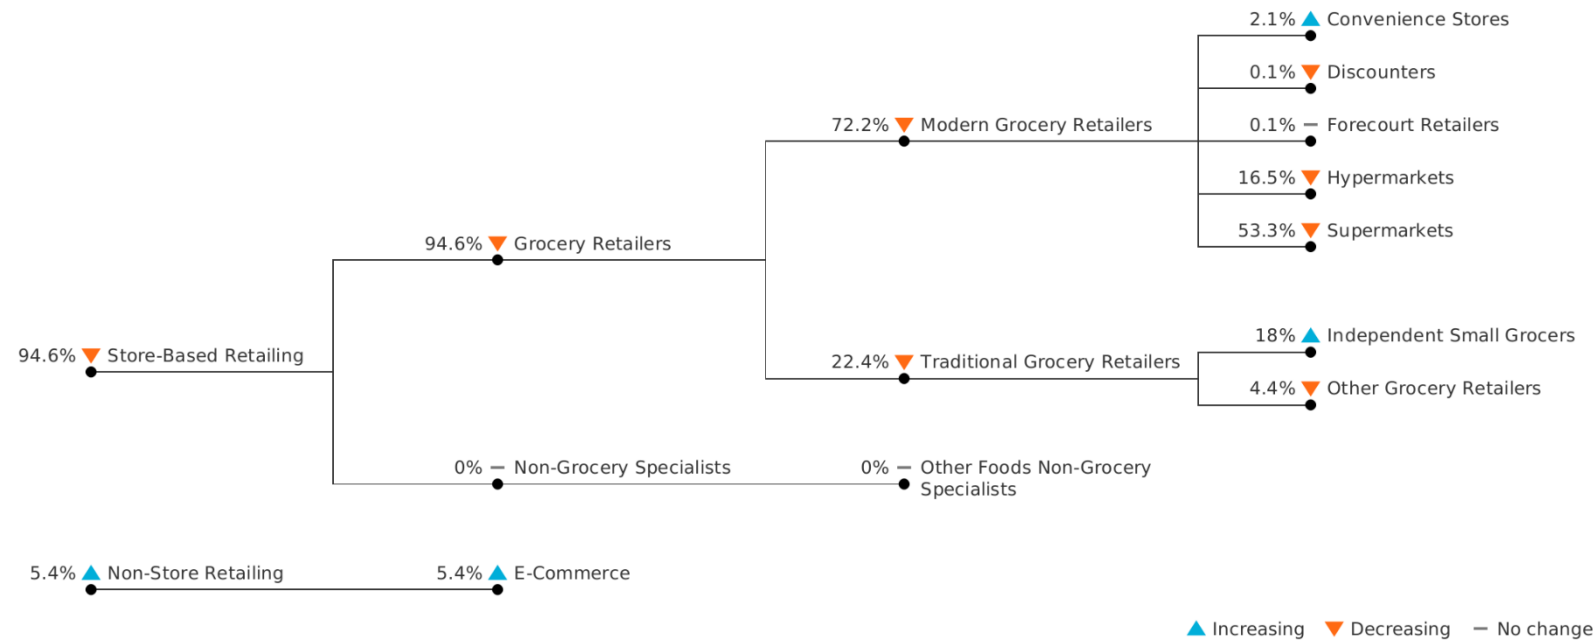 2.1% Convenience Stores
0.1% Discounters
72.2% Modern Grocery Retailers
0.1% Forecourt Retailers
16.5% Hypermarkets
53.3% Supermarkets
94.6% Grocery Retailers
18% Independent Small Grocers
94.6% Store-Based Retailing
22.4% Traditional Grocery Retailers
4.4% Other Grocery Retailers
0% Non-Grocery Specialists
0% Other Foods Non-Grocery
Specialists
5.4% Non-Store Retailing
5.4% E-Commerce
Increasing Decreasing No change